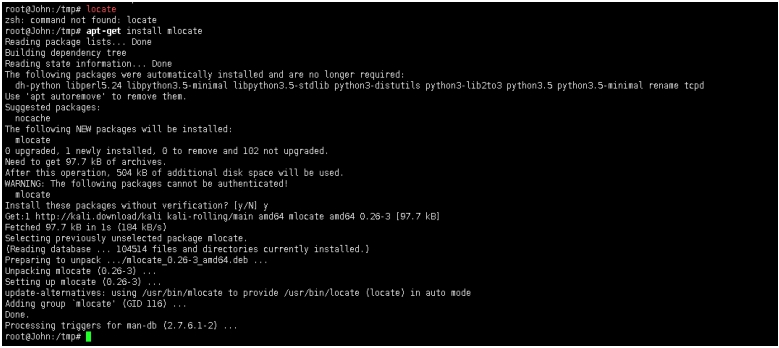 root@John:/tmp# locate
zsh: command not found: locate
root@John:/tmp# apt-get install mlocate
Reading package lists... Done
Building dependency tree
Reading state information... Done
The following packages were automatically installed and are no longer required:
  dh-python libperl5.24 libpython3.5-minimal libpython3.5-stdlib python3-distutils python3-lib2to3 python3.5 python3.5-minimal rename tcpd
Use 'apt autoremove' to remove them.
Suggested packages:
  nocache
The following NEW packages will be installed:
  mlocate
0 upgraded, 1 newly installed, 0 to remove and 102 not upgraded.
Need to get 97.7 kB of archives.
After this operation, 504 kB of additional disk space will be used.
WARNING: The following packages cannot be authenticated!
  mlocate
Install these packages without verification? [y/N] y
Get:1 http://kali.download/kali kali-rolling/main amd64 mlocate amd64 0.26-3 [97.7 kB]
Fetched 97.7 kB in 1s (184 kB/s)
Selecting previously unselected package mlocate.
(Reading database ... 104514 files and directories currently installed.)
Preparing to unpack .../mlocate_0.26-3_amd64.deb ...
Unpacking mlocate (0.26-3) ...
Setting up mlocate (0.26-3) ...
update-alternatives: using /usr/bin/mlocate to provide /usr/bin/locate (locate) in auto mode
Adding group `mlocate' (GID 116) ...
Done.
Processing triggers for man-db (2.7.6.1-2) ...
root@John:/tmp#